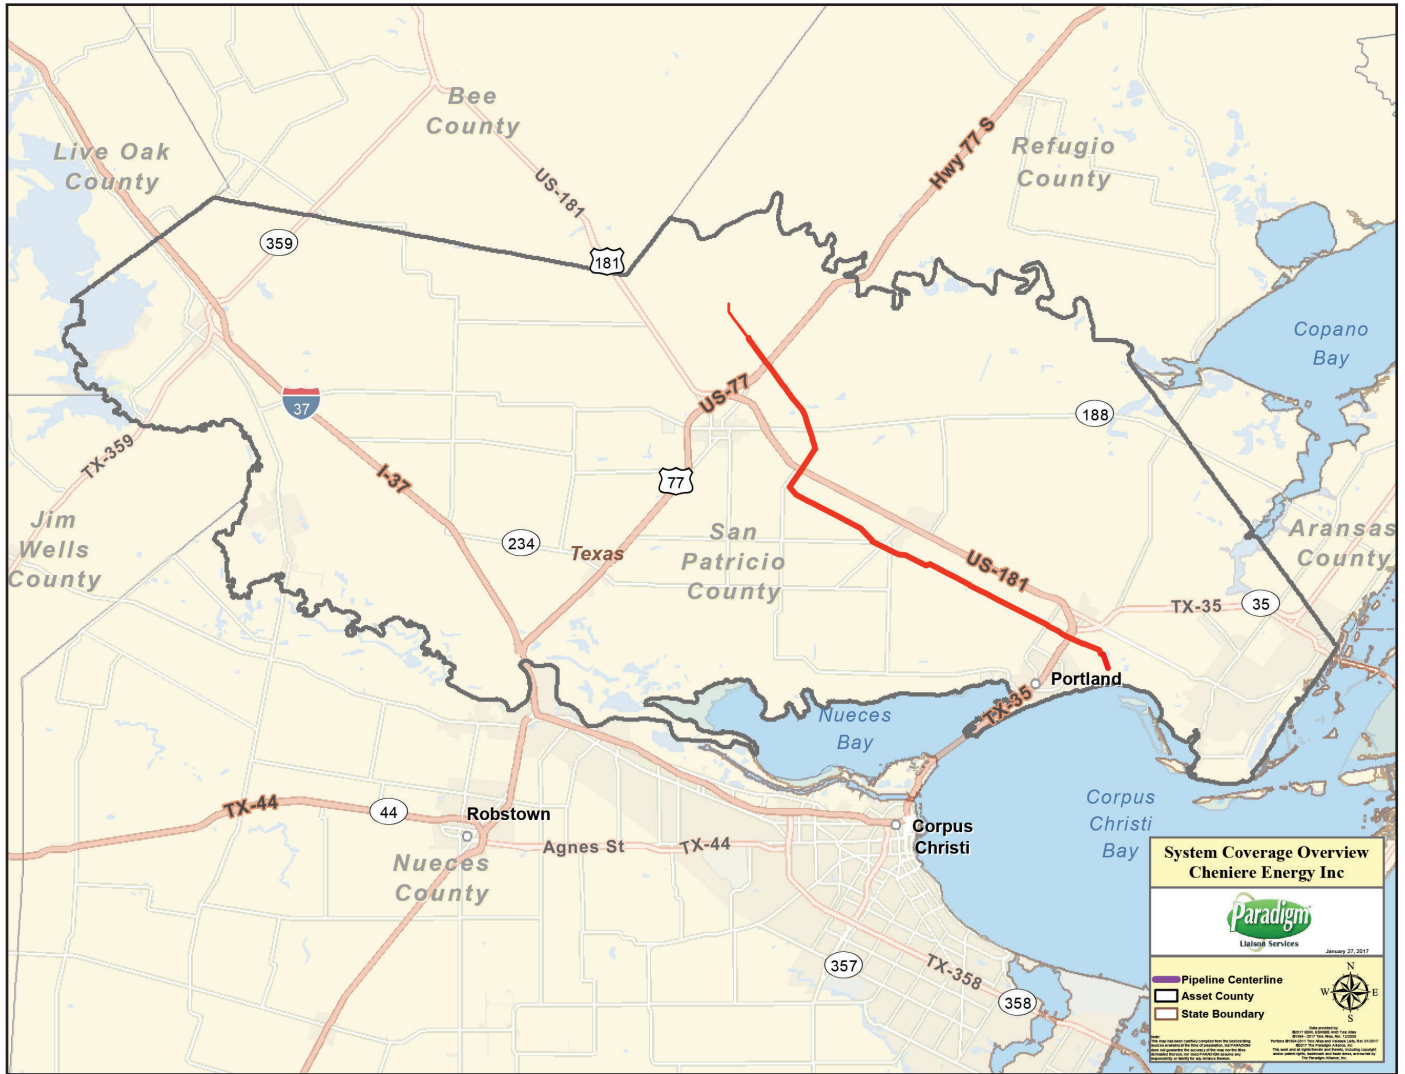 Bee
County
Live Oak
County
Refugio
County
Hwy 77 S
US-181
359
181
Copano
Bay
37
US-77
188
TX-359
I-37
77
Jim
Wells
County
234
Texas
San
Patricio
County
US-181
Aransas
County
TX-35
35
Portland
TX-35
Nueces
Bay
TX-44
44
Robstown
Agnes St
TX-44
Corpus
Christi
Corpus
Christi
Bay
Nueces
County
357
TX-358
358
System Coverage Overview
Cheniere Energy Inc
Paradigm
Liaison Services
January 27, 2017
Pipeline Centerline
Asset County
State Boundary
N
W
E
S